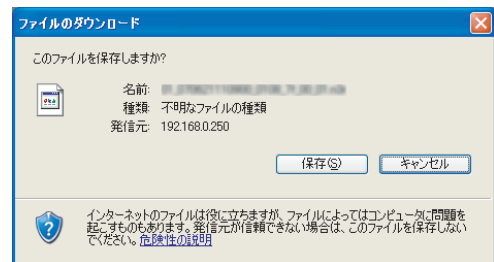 ファイルのダウンロード
このファイルを保存しますか?
名前:
種類: 不明なファイルの種類
発信元: 192.168.0.250
保存(S)
キャンセル
インターネットのファイルは役に立ちますが、ファイルによってはコンピュータに問題を
起こすものもあります。発信元が信頼できない場合は、このファイルを保存しない
でください。危険性の説明